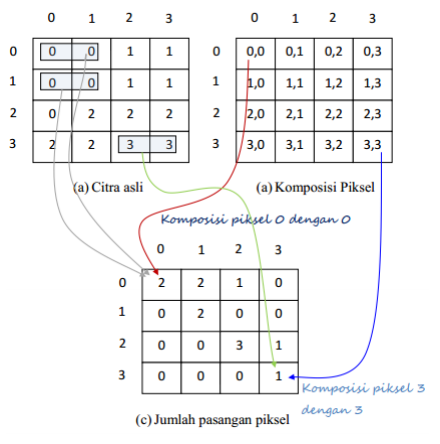 0 1 2 3
0 0 0 1 1
1 0 0 1 1
2 0 2 2 2
3 2 2 3 3
(a) Citra asli
0 1 2 3
0 0,0 0,1 0,2 0,3
1 1,0 1,1 1,2 1,3
2 2,0 2,1 2,2 2,3
3 3,0 3,1 3,2 3,3
(a) Komposisi Piksel
Komposisi piksel 0 dengan 0
0 1 2 3
0 2 2 1 0
1 0 2 0 0
2 0 0 3 1
3 0 0 0 1
Komposisi piksel 3
dengan 3
(c) Jumlah pasangan piksel